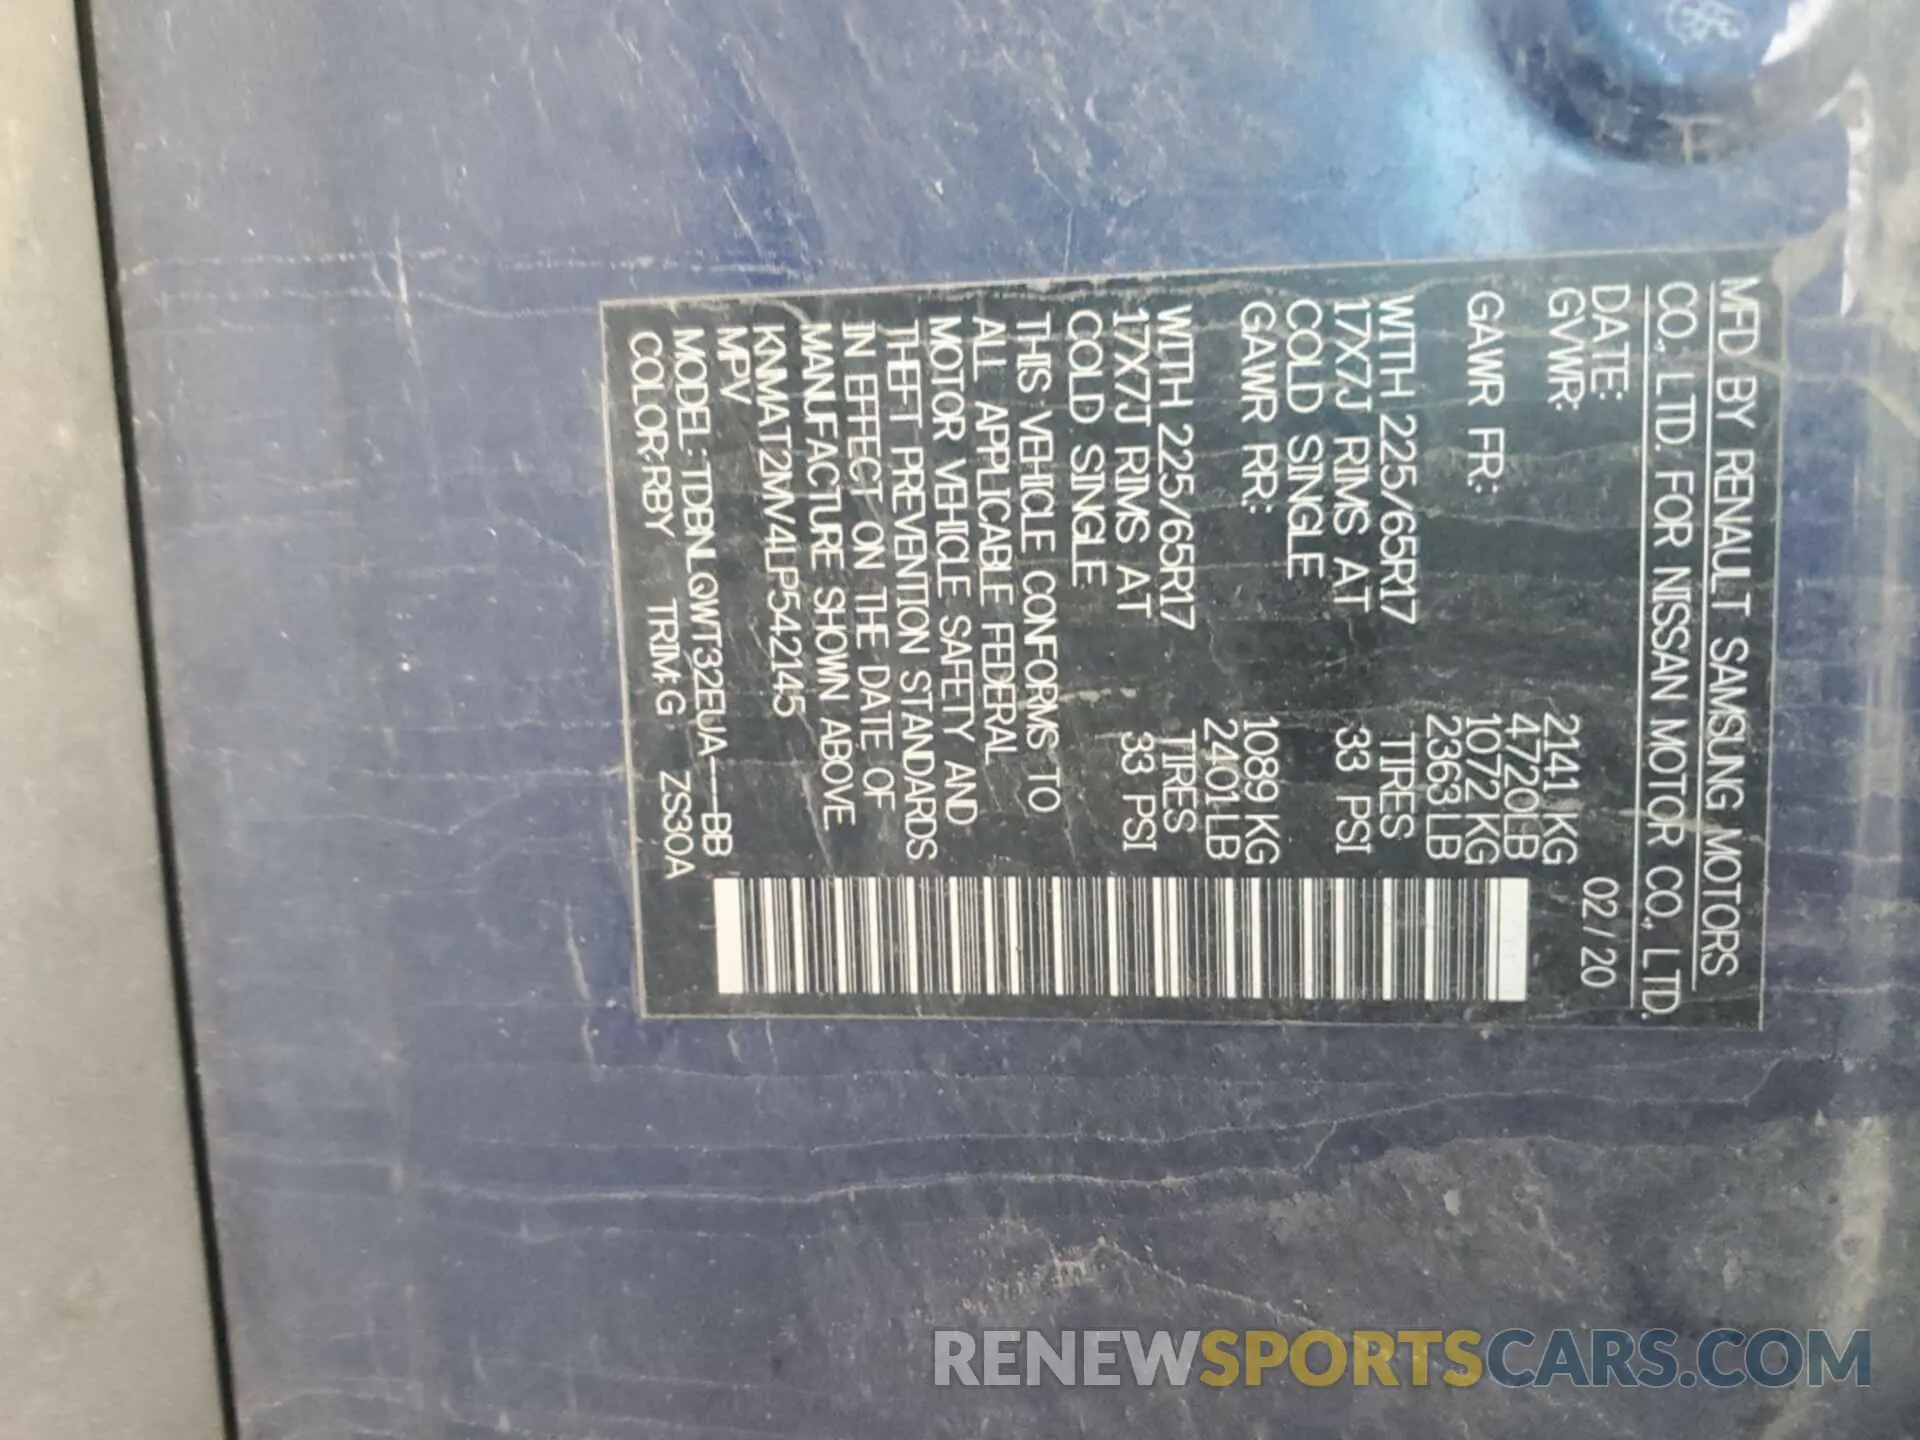 MFD BY RENAULT SAMSUNG MOTORS
CO., LTD. FOR NISSAN MOTOR CO., LTD.
DATE: 02/20
GVWR: 2141 KG
4720LB
GAWR FR: 1072 KG
2363 LB
WITH 225/65R17 TIRES
17X7J RIMS AT 33 PSI
COLD SINGLE
GAWR RR: 1089 KG
2401 LB
WITH 225/65R17 TIRES
17X7J RIMS AT 33 PSI
COLD SINGLE
THIS VEHICLE CONFORMS TO
ALL APPLICABLE FEDERAL
MOTOR VEHICLE SAFETY AND
THEFT PREVENTION STANDARDS
IN EFFECT ON THE DATE OF
MANUFACTURE SHOWN ABOVE
KNMAT2MV4LP542145
MPV
MODEL:TDBNLQWT32EUA---BB
COLOR:RBY TRIM:G ZS30A
RENEWSPORTSCARS.COM